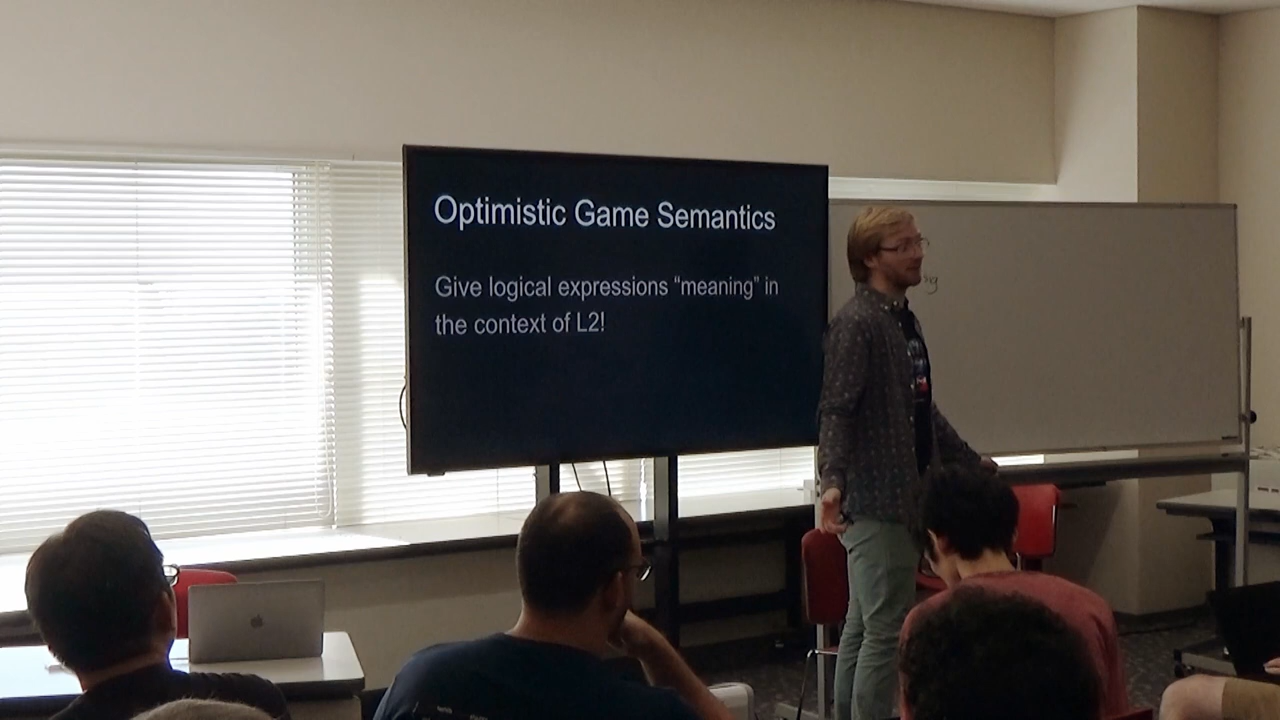 Optimistic Game Semantics
Give logical expressions “meaning” in
the context of L2!